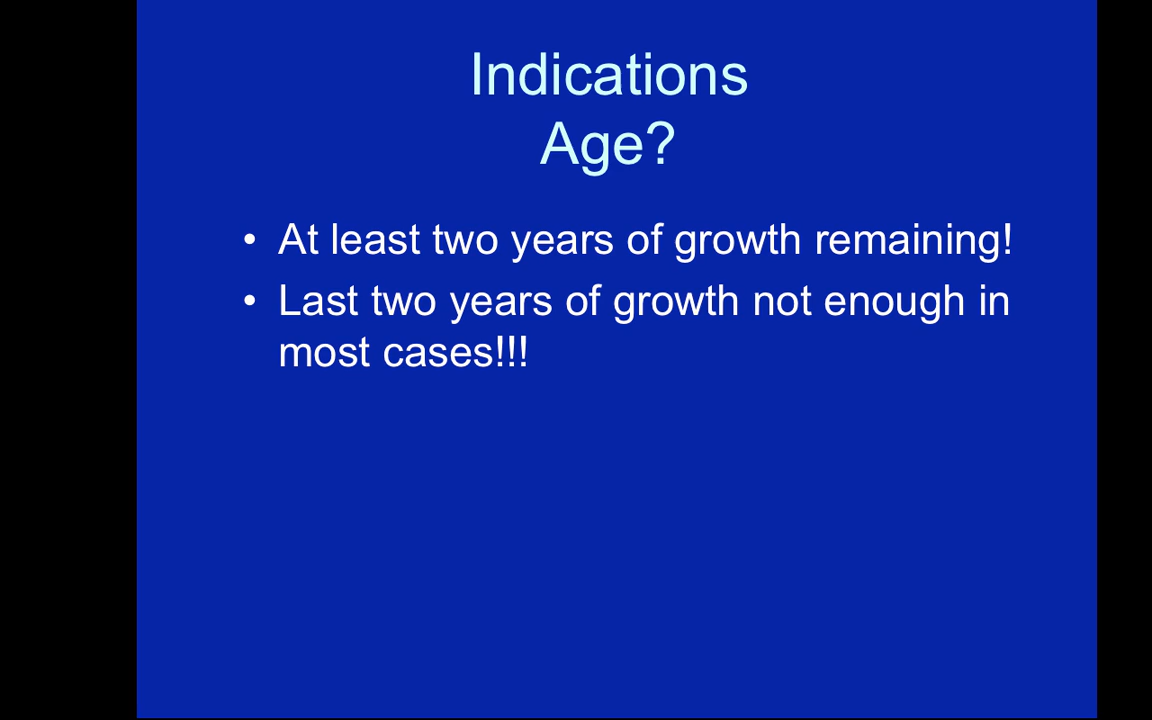 Indications
Age?
• At least two years of growth remaining!
• Last two years of growth not enough in
most cases!!!